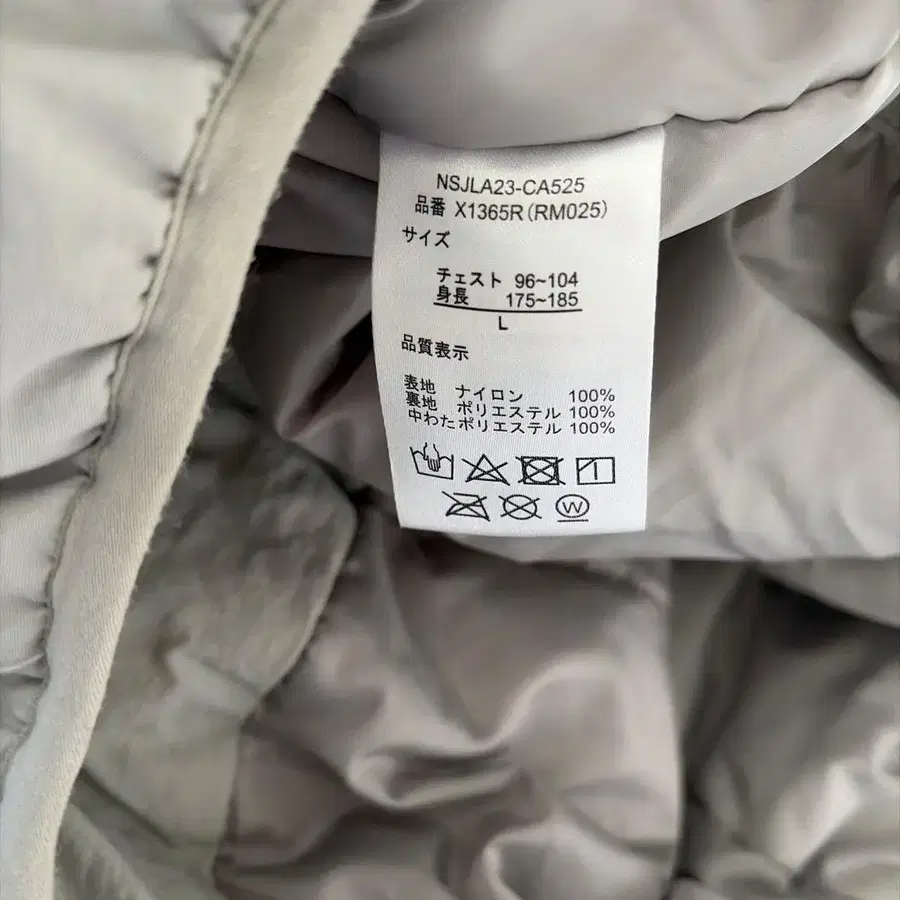 NSJLA23-CA525
品番 X1365R(RM025)
サイズ
チェスト 96~104
身長 175~185
L
品質表示
表地 ナイロン 100%
裏地 ポリエステル 100%
中わた ポリエステル 100%
W